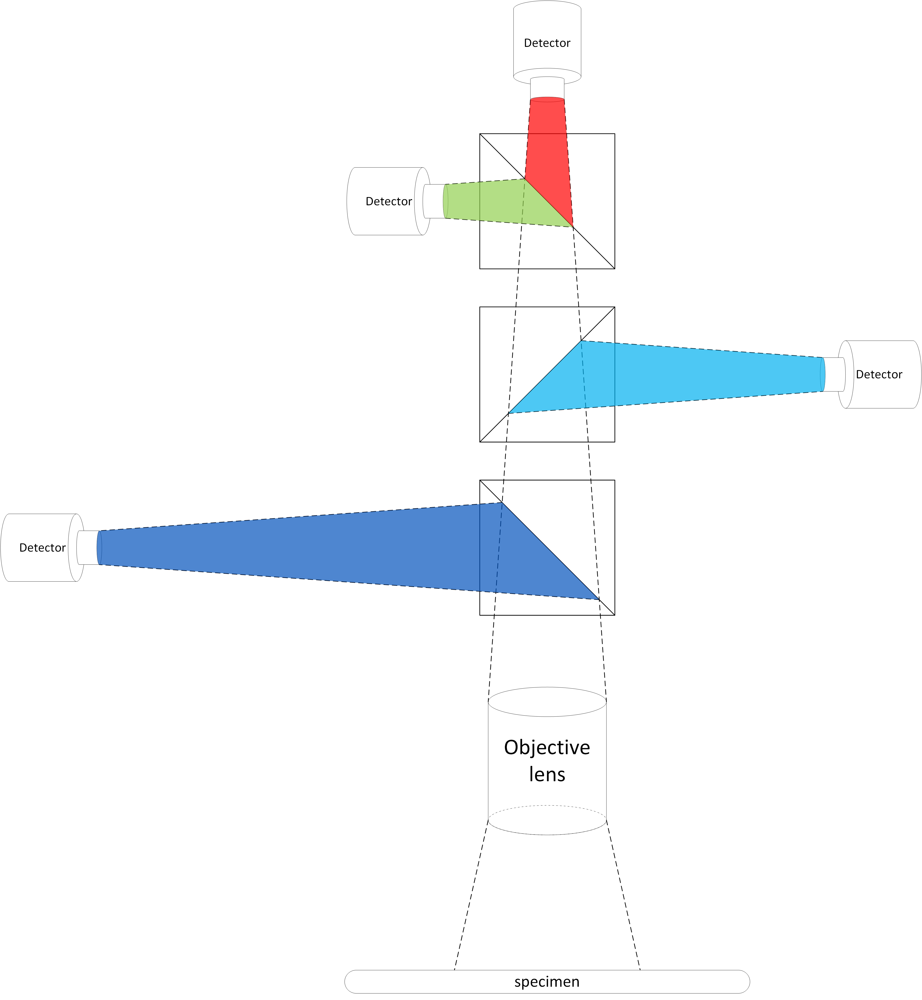 Detector
Detector
Detector
Detector
Objective
lens
specimen